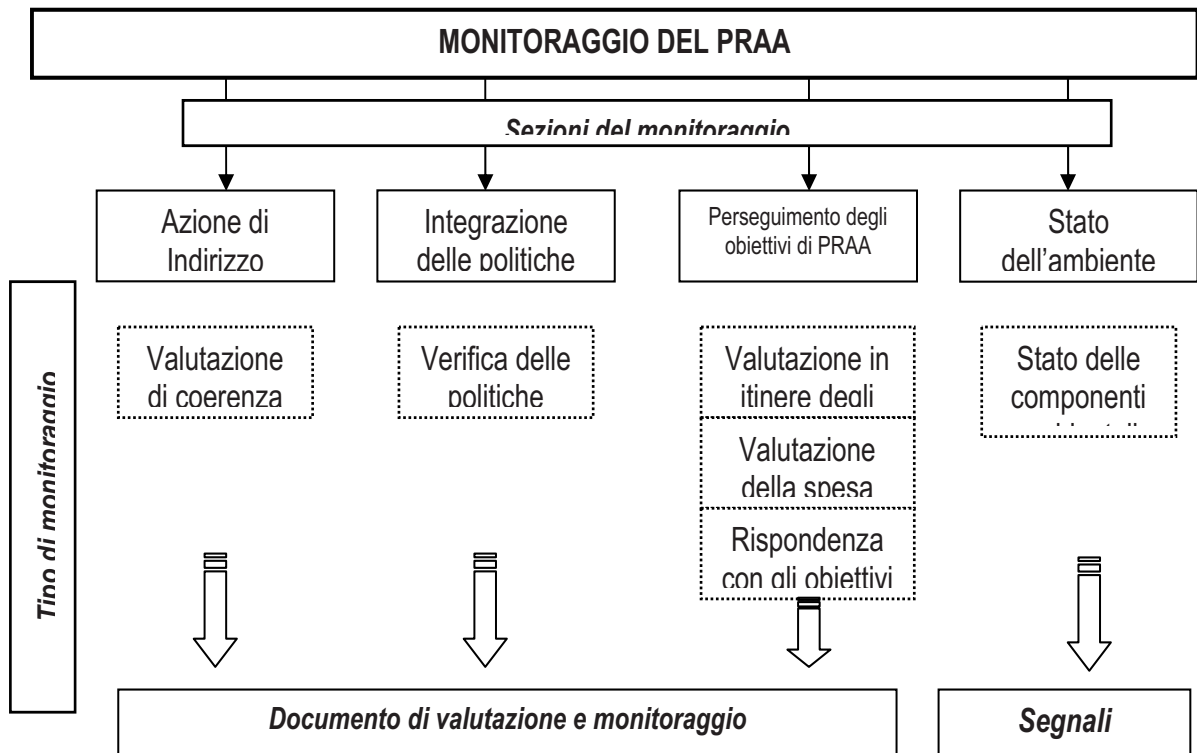 MONITORAGGIO DEL PRAA
Sezioni del monitoraggio
Azione di
Indirizzo
Integrazione
delle politiche
Perseguimento degli
obiettivi di PRAA
Stato
dell'ambiente
Tipo di monitoraggio
Valutazione
di coerenza
Verifica delle
politiche
Valutazione in
itinere degli
Valutazione
della spesa
Rispondenza
con gli obiettivi
Stato delle
componenti
Documento di valutazione e monitoraggio
Segnali